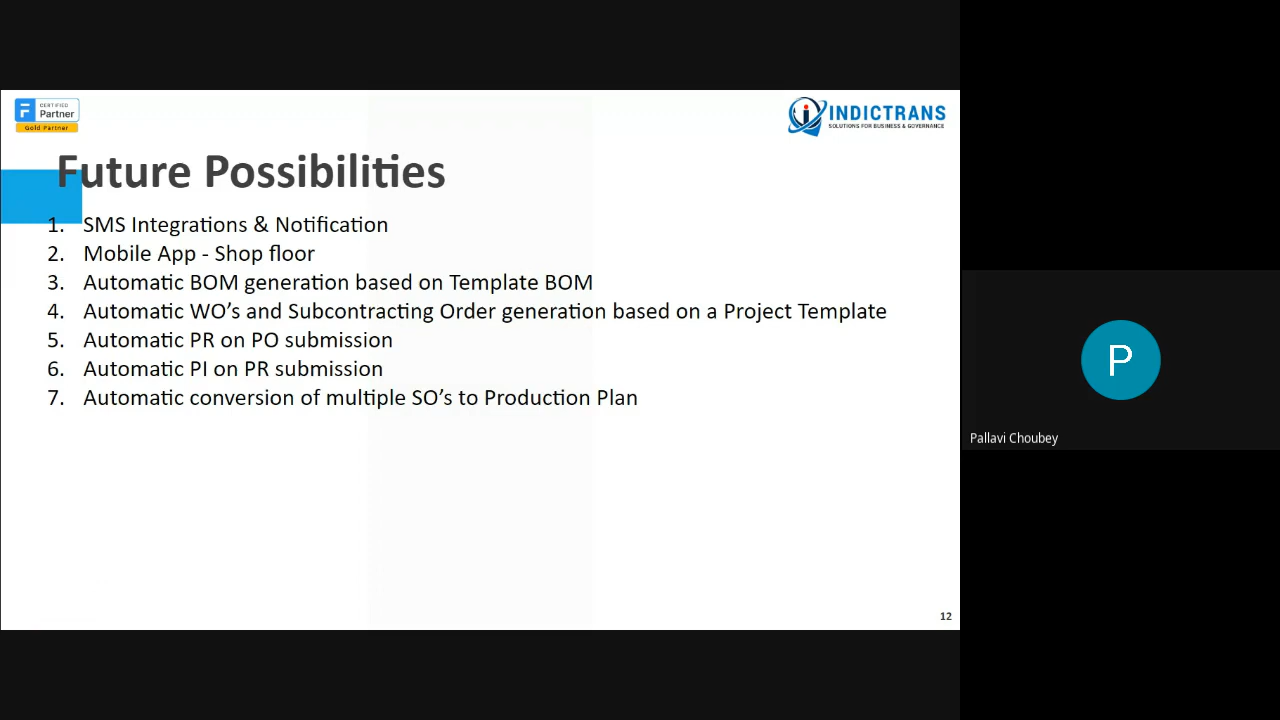 CERTIFIED
Partner
Gold Partner
INDICTRANS
SOLUTIONS FOR BUSINESS & GOVERNANCE
Future Possibilities
1. SMS Integrations & Notification
2. Mobile App - Shop floor
3. Automatic BOM generation based on Template BOM
4. Automatic WO’s and Subcontracting Order generation based on a Project Template
5. Automatic PR on PO submission
6. Automatic PI on PR submission
7. Automatic conversion of multiple SO’s to Production Plan
12
P
Pallavi Choubey